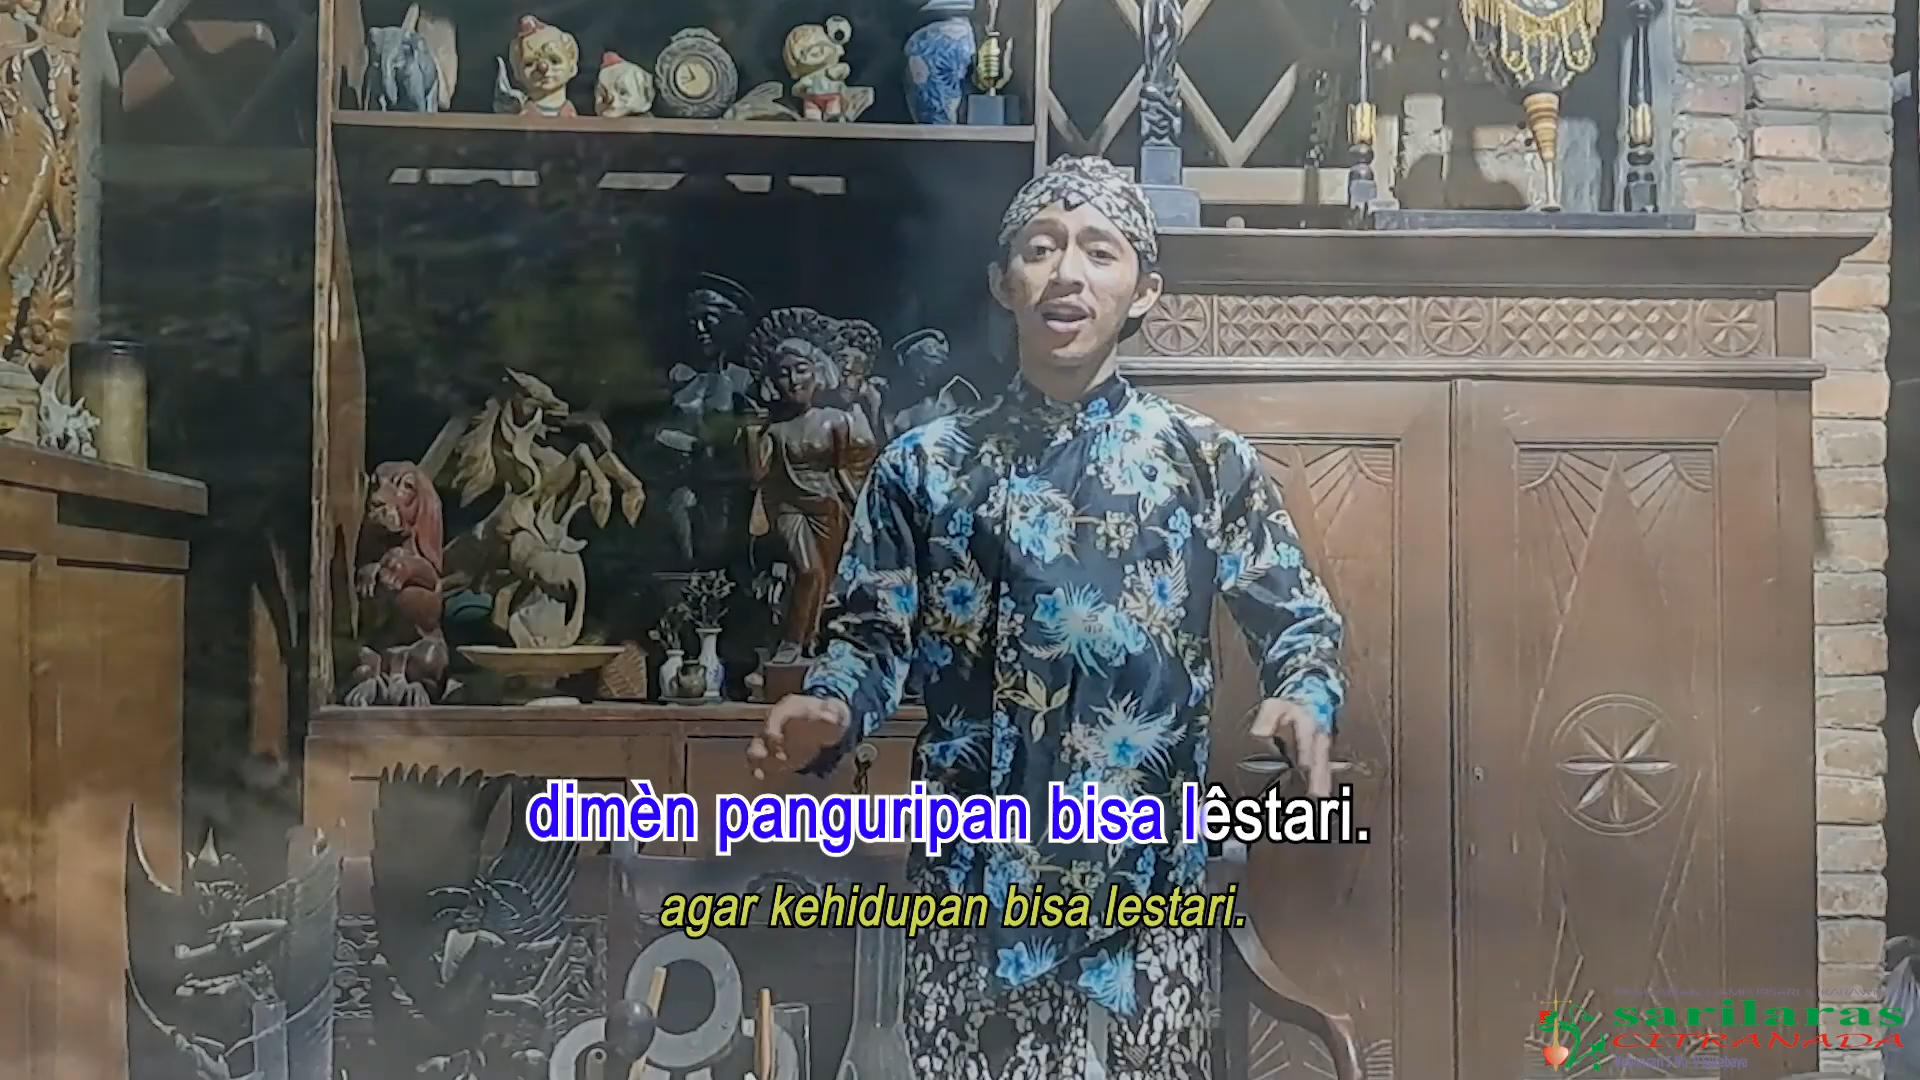 dimèn panguripan bisa lêstari.
agar kehidupan bisa lestari.
sarilaras
CITRANADA